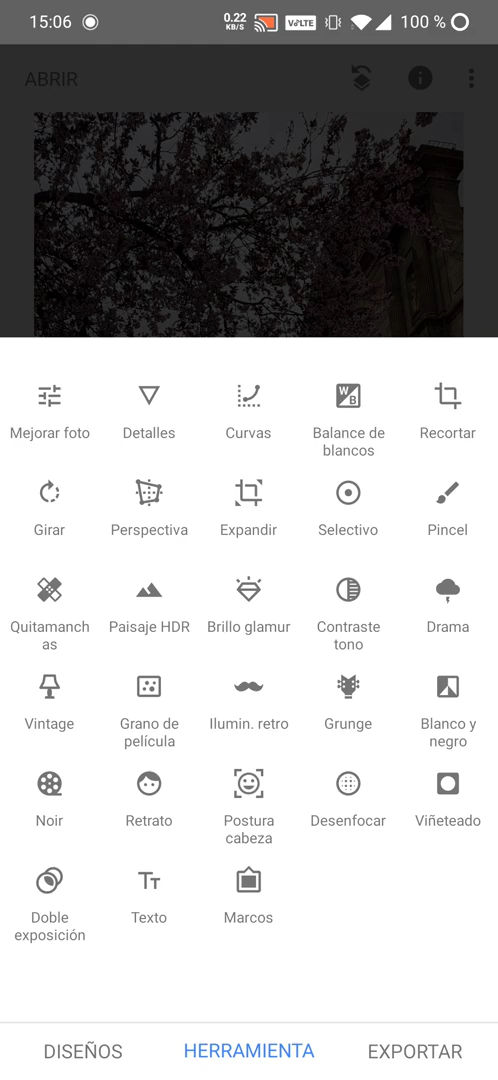 15:06 0.22 KB/S VoLTE 100 %
ABRIR
Mejorar foto Detalles Curvas Balance de blancos Recortar
Girar Perspectiva Expandir Selectivo Pincel
Quitamanch as Paisaje HDR Brillo glamur Contraste tono Drama
Vintage Grano de película Ilumin. retro Grunge Blanco y negro
Noir Retrato Postura cabeza Desenfocar Viñeteado
Doble exposición Texto Marcos
DISEÑOS HERRAMIENTA EXPORTAR